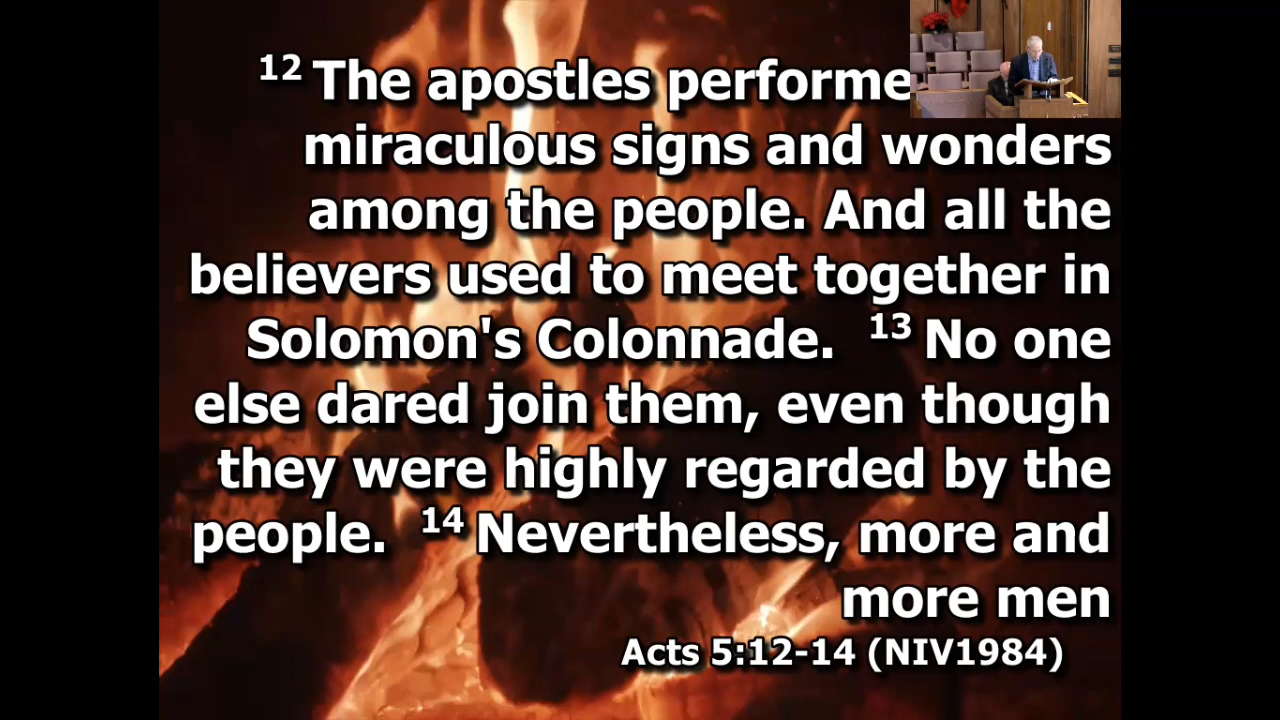 12 The apostles performe
miraculous signs and wonders
among the people. And all the
believers used to meet together in
Solomon's Colonnade. 13 No one
else dared join them, even though
they were highly regarded by the
people. 14 Nevertheless, more and
more men
Acts 5:12-14 (NIV1984)